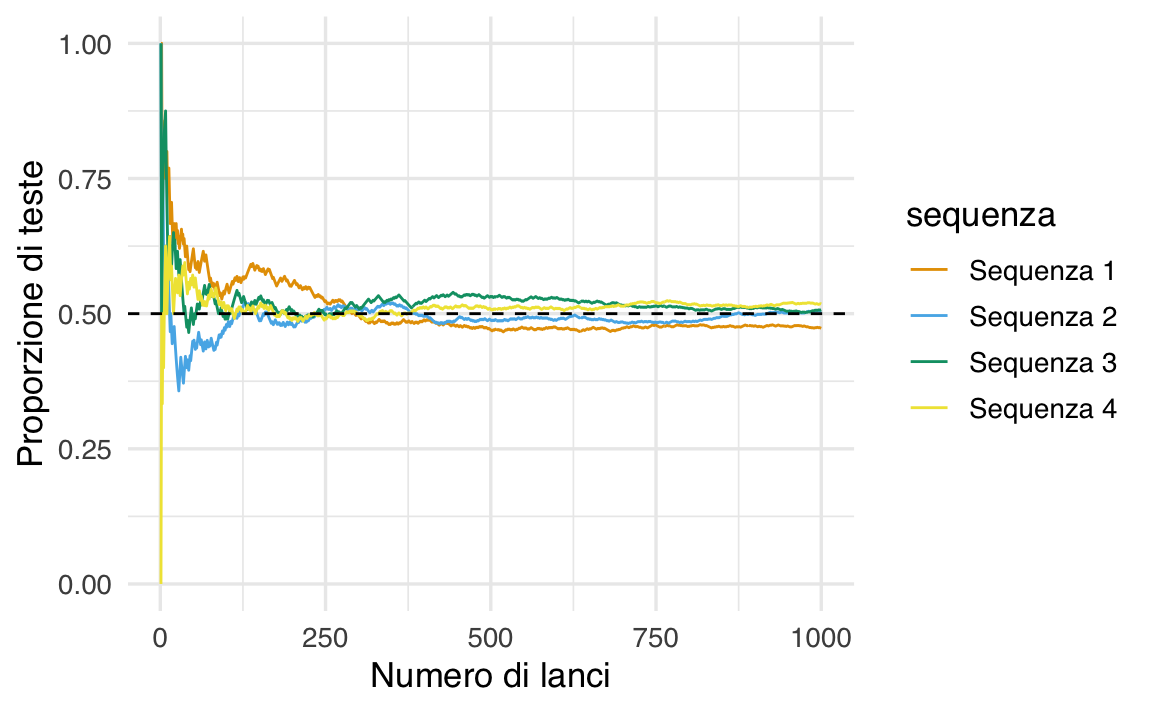 1.00
0.75
0.50
0.25
0.00
Proporzione di teste
0
250
500
750
1000
Numero di lanci
sequenza
Sequenza 1
Sequenza 2
Sequenza 3
Sequenza 4